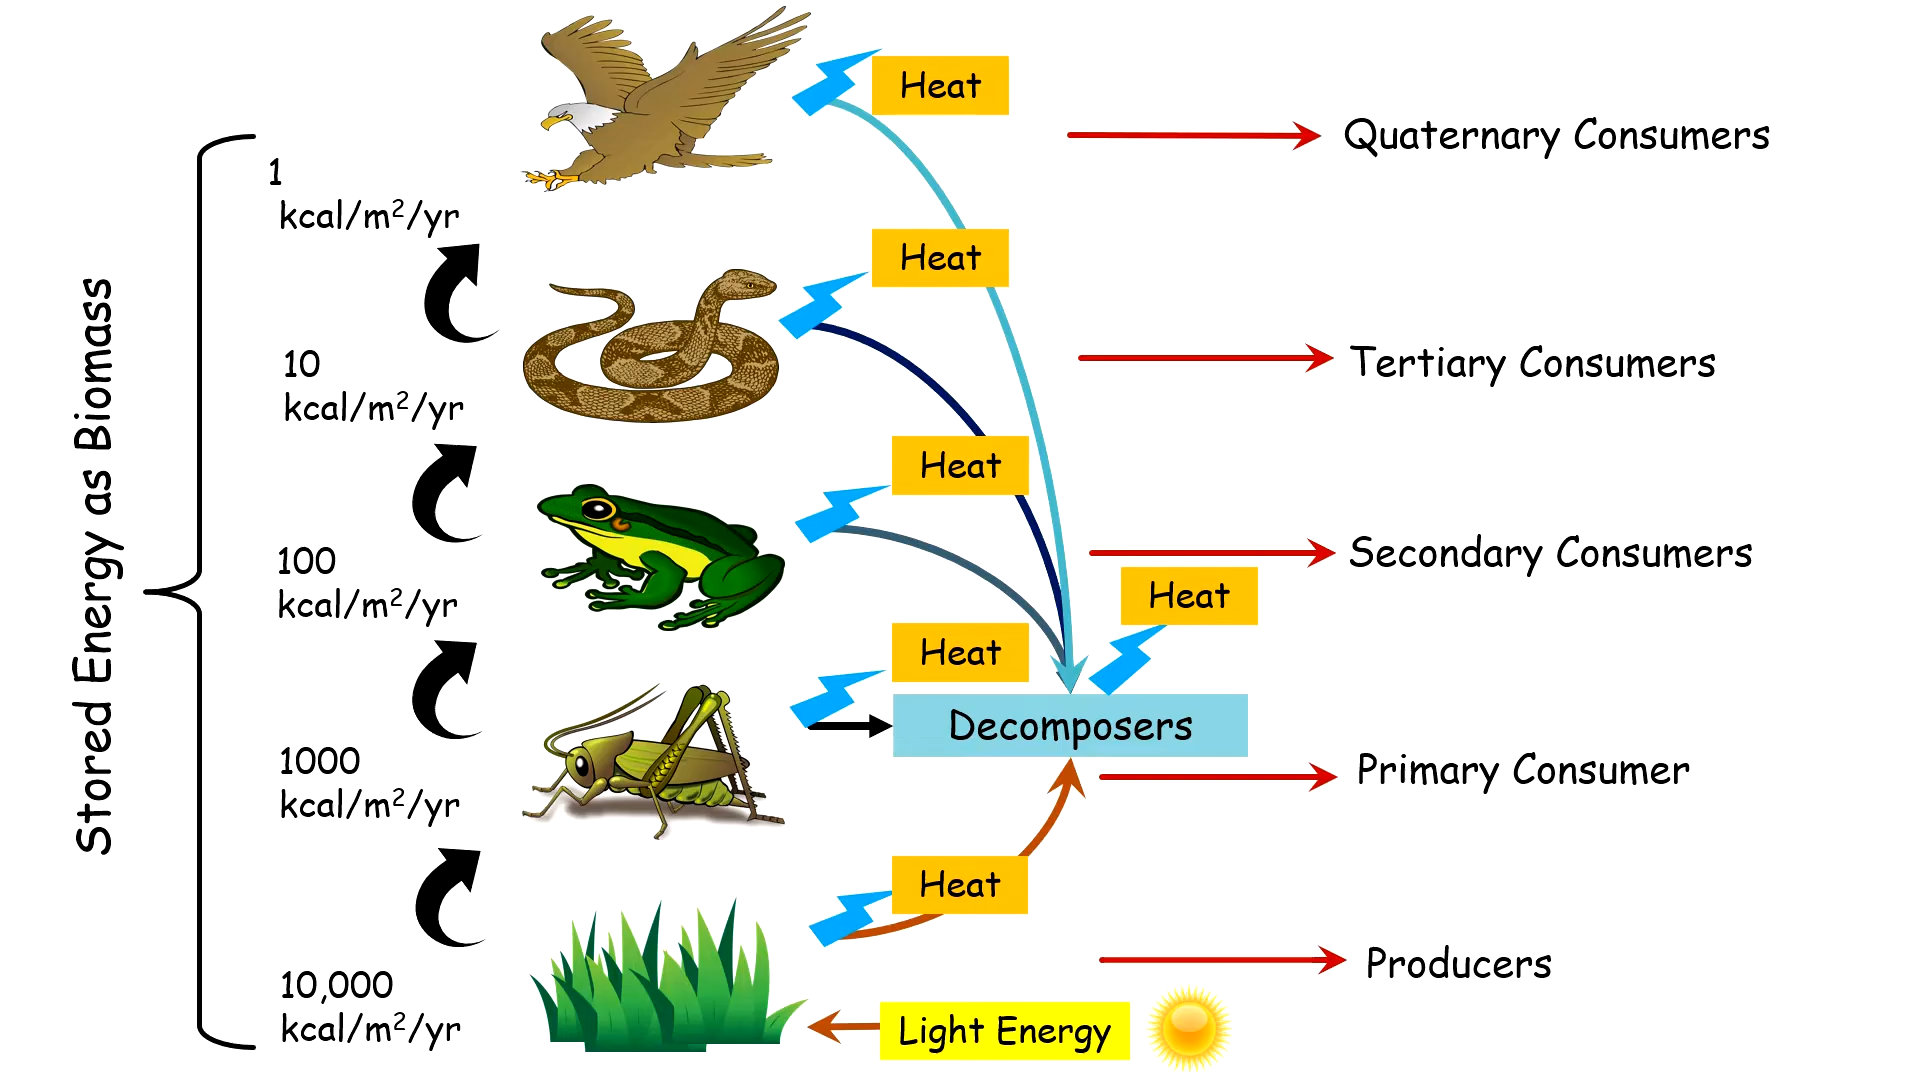 Heat
Quaternary Consumers
1
kcal/m²/yr
Heat
Tertiary Consumers
10
kcal/m²/yr
Heat
Secondary Consumers
100
kcal/m²/yr
Heat
Heat
Decomposers
Primary Consumer
1000
kcal/m²/yr
Heat
Producers
10,000
kcal/m²/yr
Light Energy
Stored Energy as Biomass